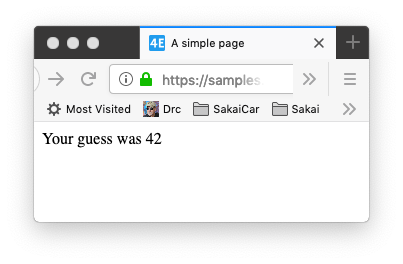 4E A simple page
https://samples
Most Visited Drc SakaiCar Sakai
Your guess was 42